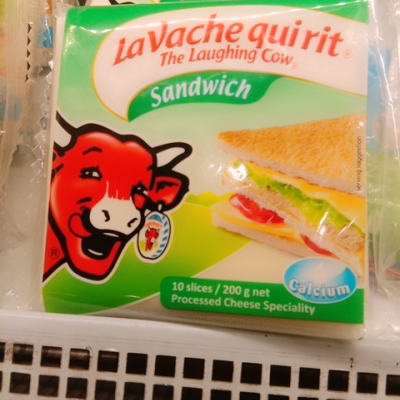 La Vache qui rit®
The Laughing Cow®
Sandwich
10 slices / 200 g net
Processed Cheese Speciality
Calcium
®